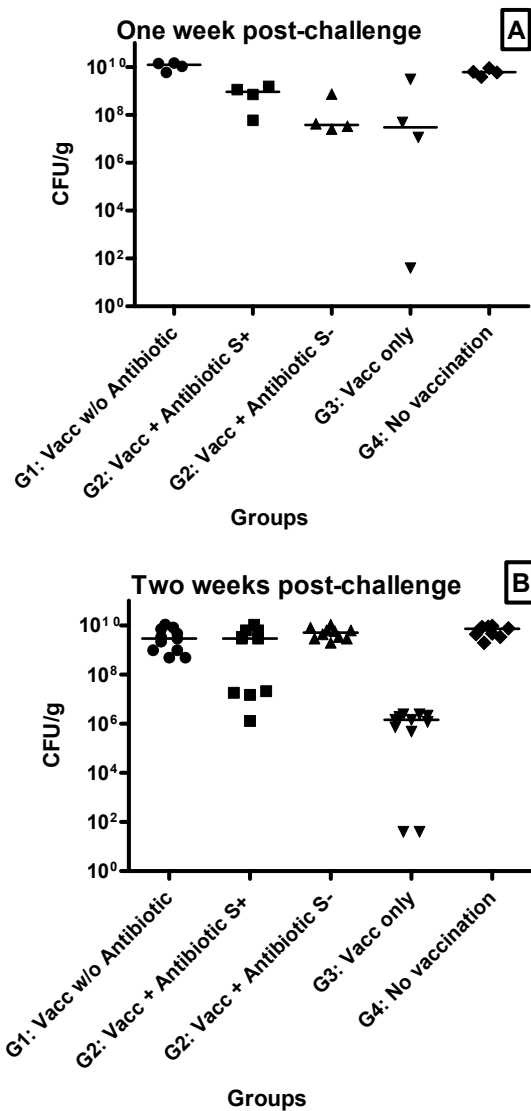 One week post-challenge
A
CFU/g
10¹⁰
10⁸
10⁶
10⁴
10²
10⁰
G1: Vacc w/o Antibiotic
G2: Vacc + Antibiotic S+
G2: Vacc + Antibiotic S-
G3: Vacc only
G4: No vaccination
Groups
Two weeks post-challenge
B
CFU/g
10¹⁰
10⁸
10⁶
10⁴
10²
10⁰
G1: Vacc w/o Antibiotic
G2: Vacc + Antibiotic S+
G2: Vacc + Antibiotic S-
G3: Vacc only
G4: No vaccination
Groups